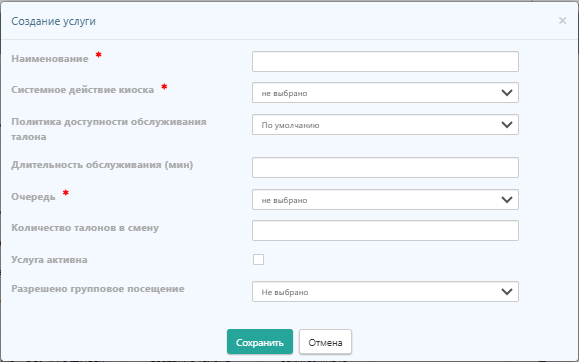 Создание услуги ×
Наименование *
Системное действие киоска * не выбрано
Политика доступности обслуживания талона По умолчанию
Длительность обслуживания (мин)
Очередь * не выбрано
Количество талонов в смену
Услуга активна
Разрешено групповое посещение Не выбрано
Сохранить Отмена